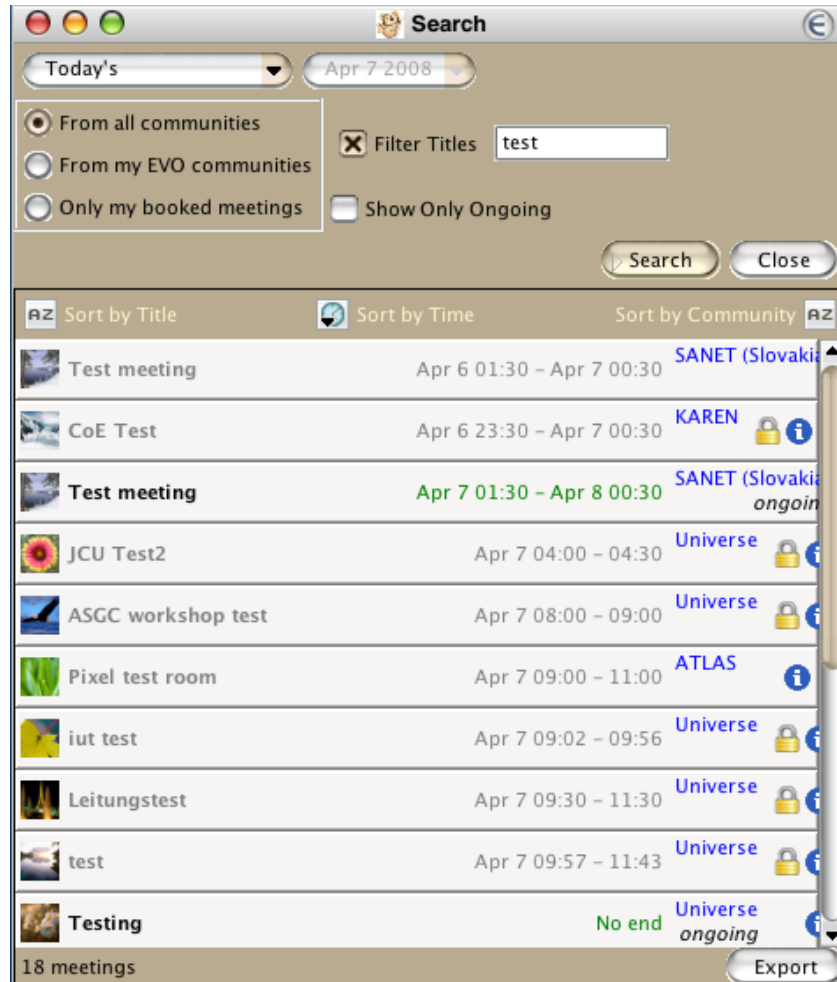 Search
Today's Apr 7 2008
From all communities
From my EVO communities
Only my booked meetings
Filter Titles test
Show Only Ongoing
Search Close
AZ Sort by Title Sort by Time Sort by Community AZ
Test meeting Apr 6 01:30 – Apr 7 00:30 SANET (Slovakia
CoE Test Apr 6 23:30 – Apr 7 00:30 KAREN
Test meeting Apr 7 01:30 – Apr 8 00:30 SANET (Slovakia
ongoin
JCU Test2 Apr 7 04:00 – 04:30 Universe
ASGC workshop test Apr 7 08:00 – 09:00 Universe
Pixel test room Apr 7 09:00 – 11:00 ATLAS
iut test Apr 7 09:02 – 09:56 Universe
Leitungstest Apr 7 09:30 – 11:30 Universe
test Apr 7 09:57 – 11:43 Universe
Testing No end Universe
ongoing
18 meetings Export